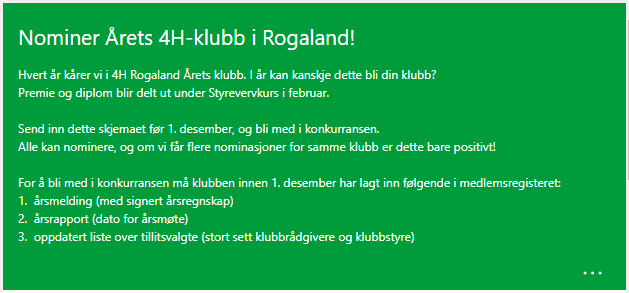 Nominer Årets 4H-klubb i Rogaland!
Hvert år kårer vi i 4H Rogaland Årets klubb. I år kan kanskje dette bli din klubb?
Premie og diplom blir delt ut under Styrevervkurs i februar.
Send inn dette skjemaet før 1. desember, og bli med i konkurransen.
Alle kan nominere, og om vi får flere nominasjoner for samme klubb er dette bare positivt!
For å bli med i konkurransen må klubben innen 1. desember har lagt inn følgende i medlemsregisteret:
1. årsmelding (med signert årsregnskap)
2. årsrapport (dato for årsmøte)
3. oppdatert liste over tillitsvalgte (stort sett klubbrådgivere og klubbstyre)
...